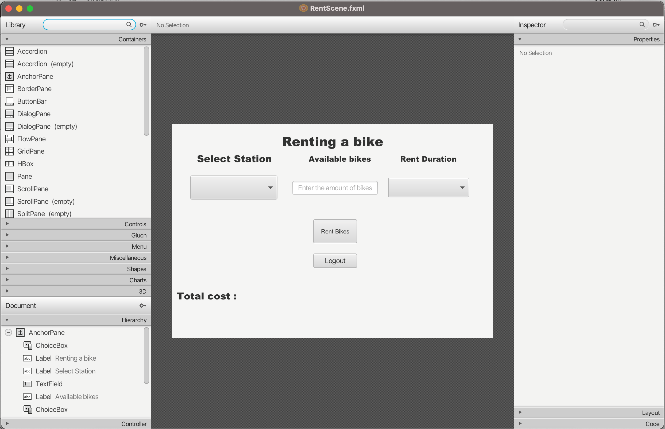 RentScene.fxml
Library
No Selection
Inspector
Containers
Properties
Accordion
Accordion (empty)
AnchorPane
BorderPane
ButtonBar
DialogPane
DialogPane (empty)
FlowPane
GridPane
HBox
Pane
ScrollPane
ScrollPane (empty)
SplitPane (empty)
Controls
Gluon
Menu
Miscellaneous
Shapes
Charts
3D
Document
Hierarchy
AnchorPane
ChoiceBox
Label Renting a bike
Label Select Station
TextField
Label Available bikes
ChoiceBox
Controller
Renting a bike
Select Station
Available bikes
Rent Duration
Enter the amount of bikes
Rent Bikes
Logout
Total cost :
No Selection
Layout
Code